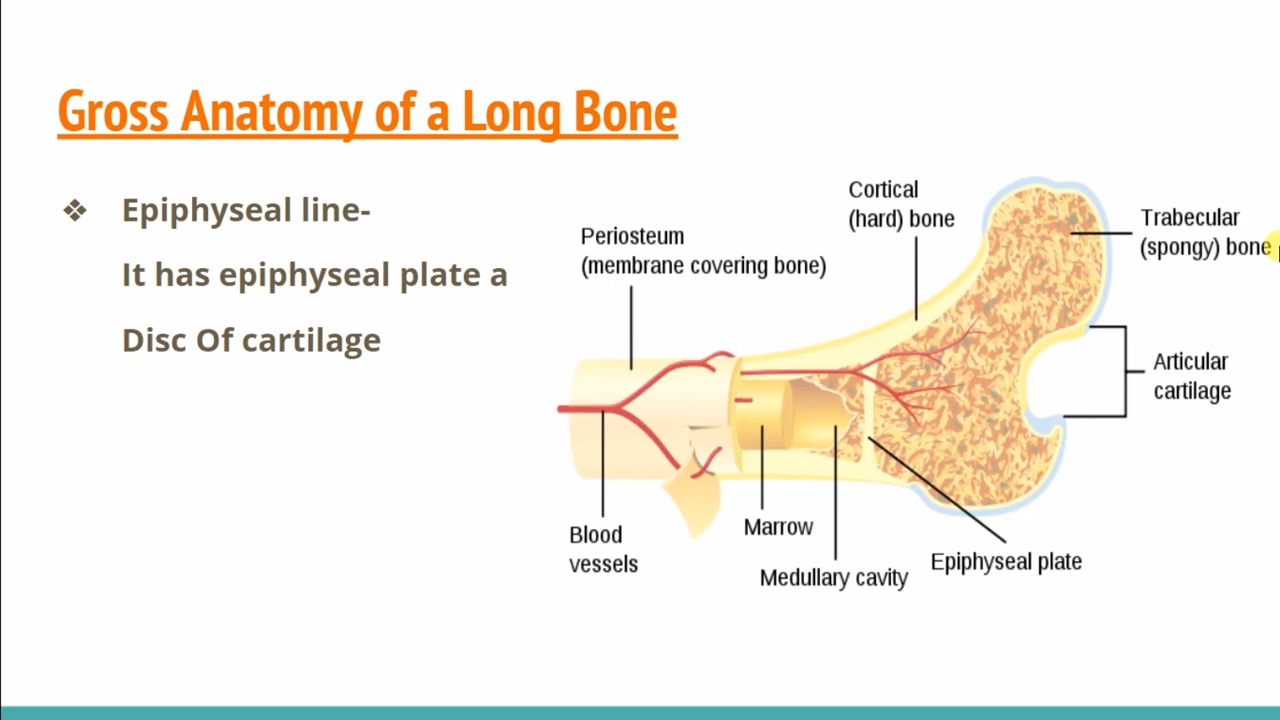 Gross Anatomy of a Long Bone
❖ Epiphyseal line-
It has epiphyseal plate a
Disc Of cartilage
Cortical
(hard) bone
Trabecular
(spongy) bone
Periosteum
(membrane covering bone)
Articular
cartilage
Blood
vessels
Marrow
Medullary cavity
Epiphyseal plate